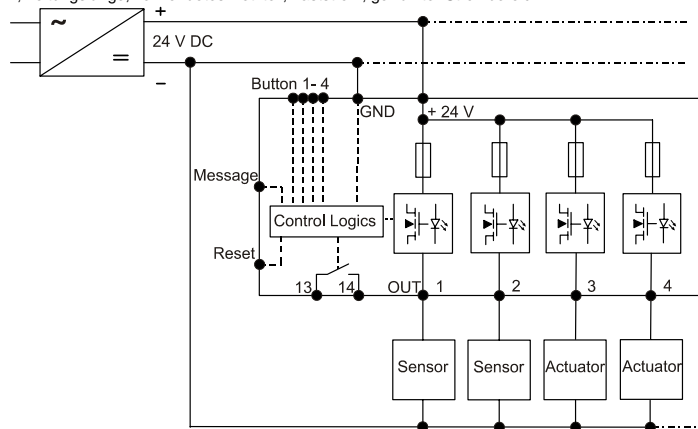 +
~
24 V DC
=
–
Button 1- 4
GND
+ 24 V
Message
Control Logics
Reset
13
14
OUT
1
2
3
4
Sensor
Sensor
Actuator
Actuator